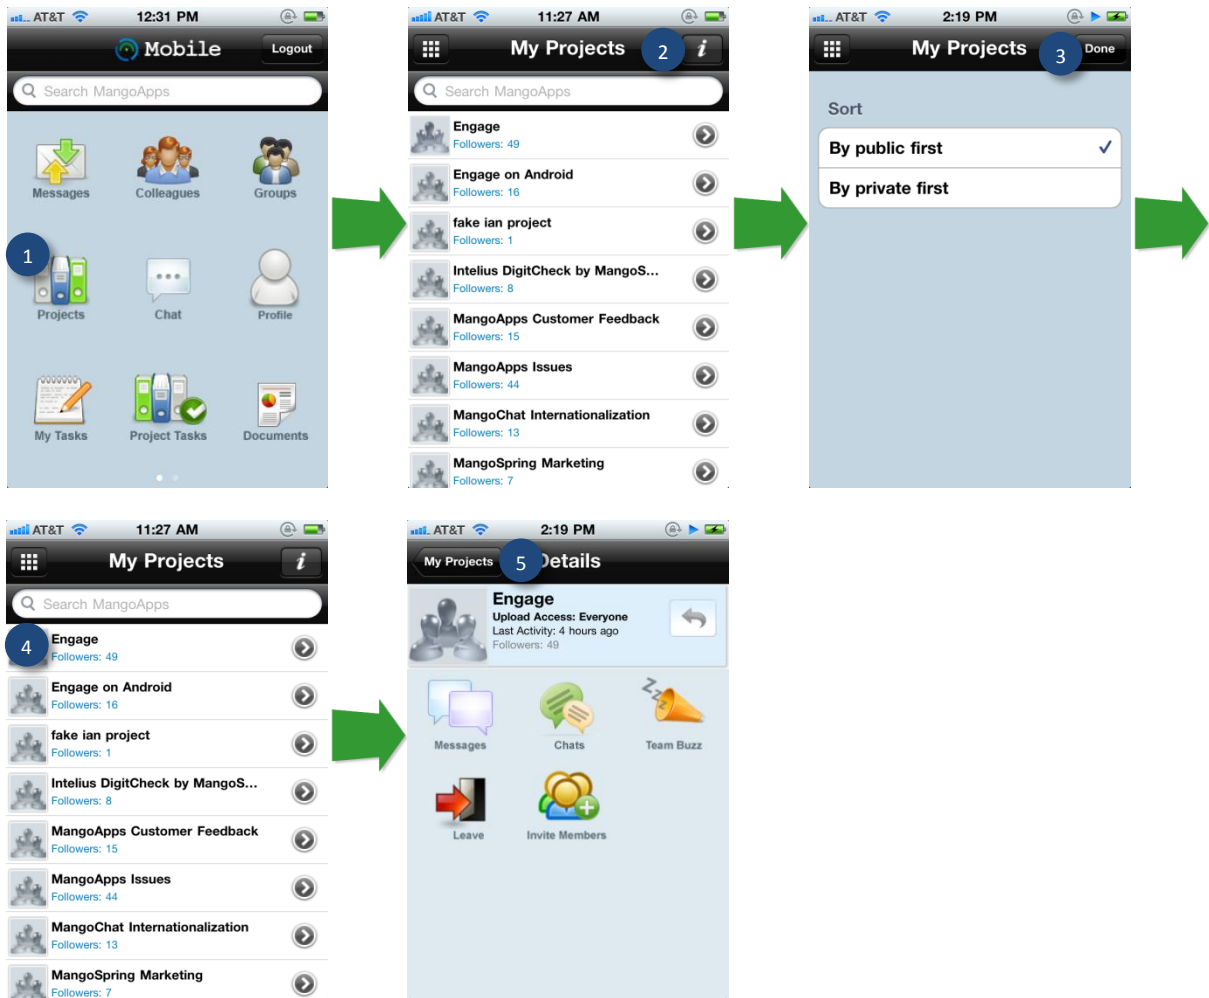 AT&T 12:31 PM
Mobile Logout
Search MangoApps
Messages Colleagues Groups
1
Projects Chat Profile
My Tasks Project Tasks Documents
AT&T 11:27 AM
My Projects 2 i
Search MangoApps
Engage
Followers: 49
Engage on Android
Followers: 16
fake ian project
Followers: 1
Intelius DigitCheck by MangoS...
Followers: 8
MangoApps Customer Feedback
Followers: 15
MangoApps Issues
Followers: 44
MangoChat Internationalization
Followers: 13
MangoSpring Marketing
Followers: 7
AT&T 2:19 PM
My Projects 3 Done
Sort
By public first
By private first
AT&T 11:27 AM
My Projects i
Search MangoApps
4
Engage
Followers: 49
Engage on Android
Followers: 16
fake ian project
Followers: 1
Intelius DigitCheck by MangoS...
Followers: 8
MangoApps Customer Feedback
Followers: 15
MangoApps Issues
Followers: 44
MangoChat Internationalization
Followers: 13
MangoSpring Marketing
Followers: 7
AT&T 2:19 PM
My Projects 5 Details
Engage
Upload Access: Everyone
Last Activity: 4 hours ago
Followers: 49
Messages Chats Team Buzz
Leave Invite Members